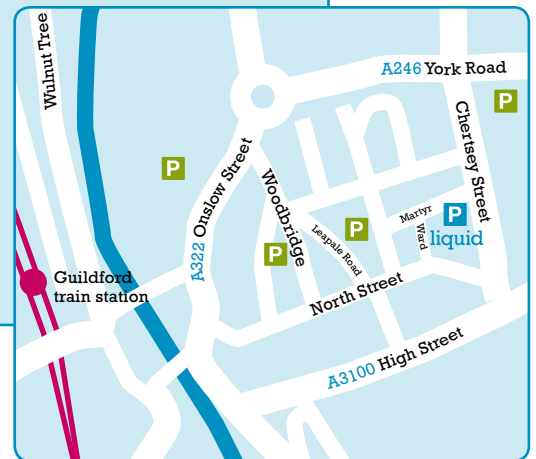 Wulnut Tree
A246 York Road
P
Chertsey Street
P
A322 Onslow Street
Woodbridge
Martyr
Ward
P
liquid
P
Leapale Road
P
Guildford
train station
North Street
A3100 High Street